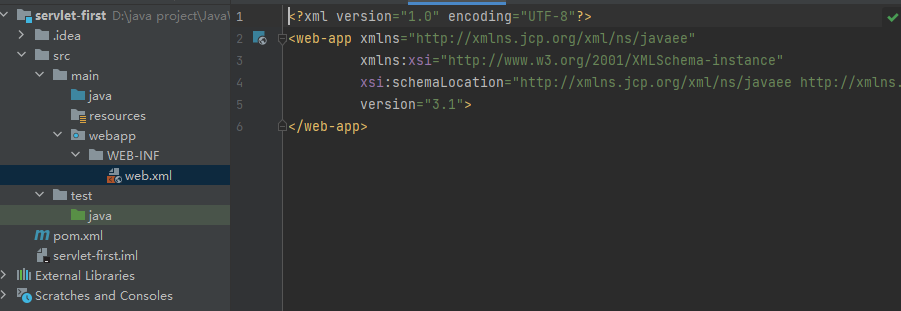 servlet-first D:\java project\Java\
.idea
src
main
java
resources
webapp
WEB-INF
web.xml
test
java
pom.xml
servlet-first.iml
External Libraries
Scratches and Consoles
1 <?xml version="1.0" encoding="UTF-8"?>
2 <web-app xmlns="http://xmlns.jcp.org/xml/ns/javaee"
3 xmlns:xsi="http://www.w3.org/2001/XMLSchema-instance"
4 xsi:schemaLocation="http://xmlns.jcp.org/xml/ns/javaee http://xmlns.
5 version="3.1">
6 </web-app>